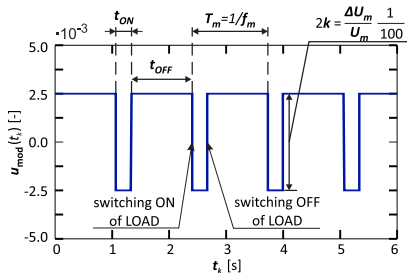 ·10⁻³
t_ON
T_m=1/f_m
2k = ΔU_m / U_m 1 / 100
t_OFF
5.0
2.5
0.0
-2.5
-5.0
u_mod(t_k) [-]
switching ON
of LOAD
switching OFF
of LOAD
0 1 2 3 4 5 6
t_k [s]